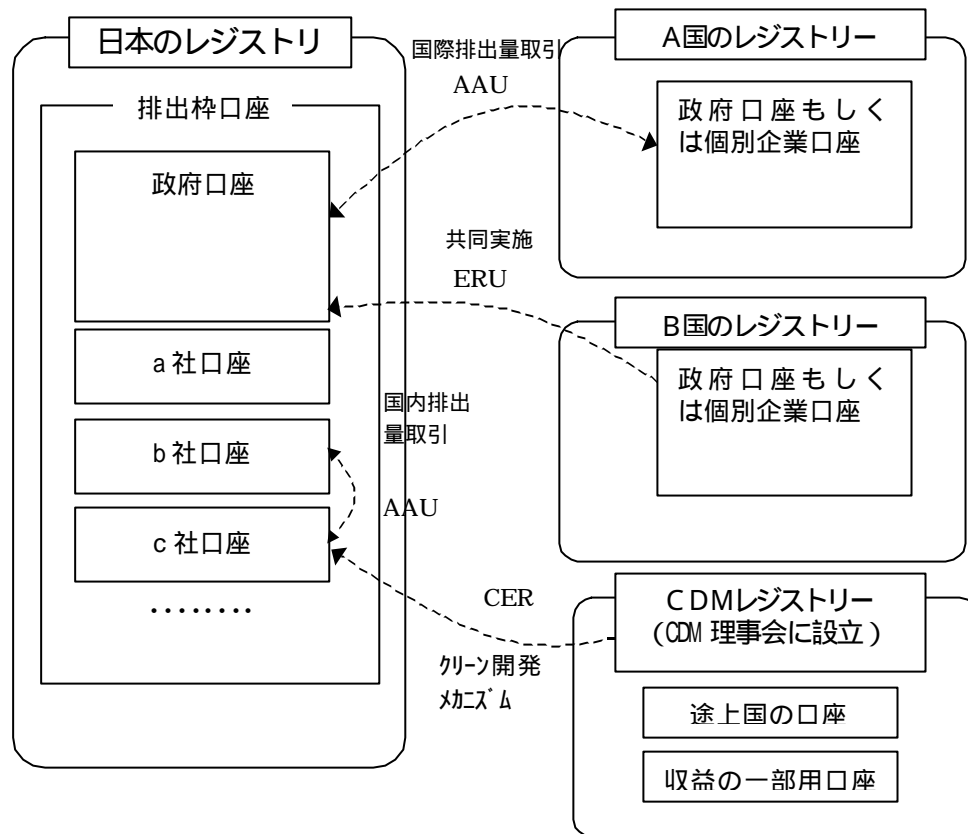 日本のレジストリ
排出枠口座
政府口座
a社口座
b社口座
c社口座
・・・・・・・・
国際排出量取引
AAU
共同実施
ERU
国内排出
量取引
AAU
CER
クリーン開発
メカニズム
A国のレジストリー
政府口座もしく
は個別企業口座
B国のレジストリー
政府口座もしく
は個別企業口座
CDMレジストリー
(CDM理事会に設立)
途上国の口座
収益の一部用口座